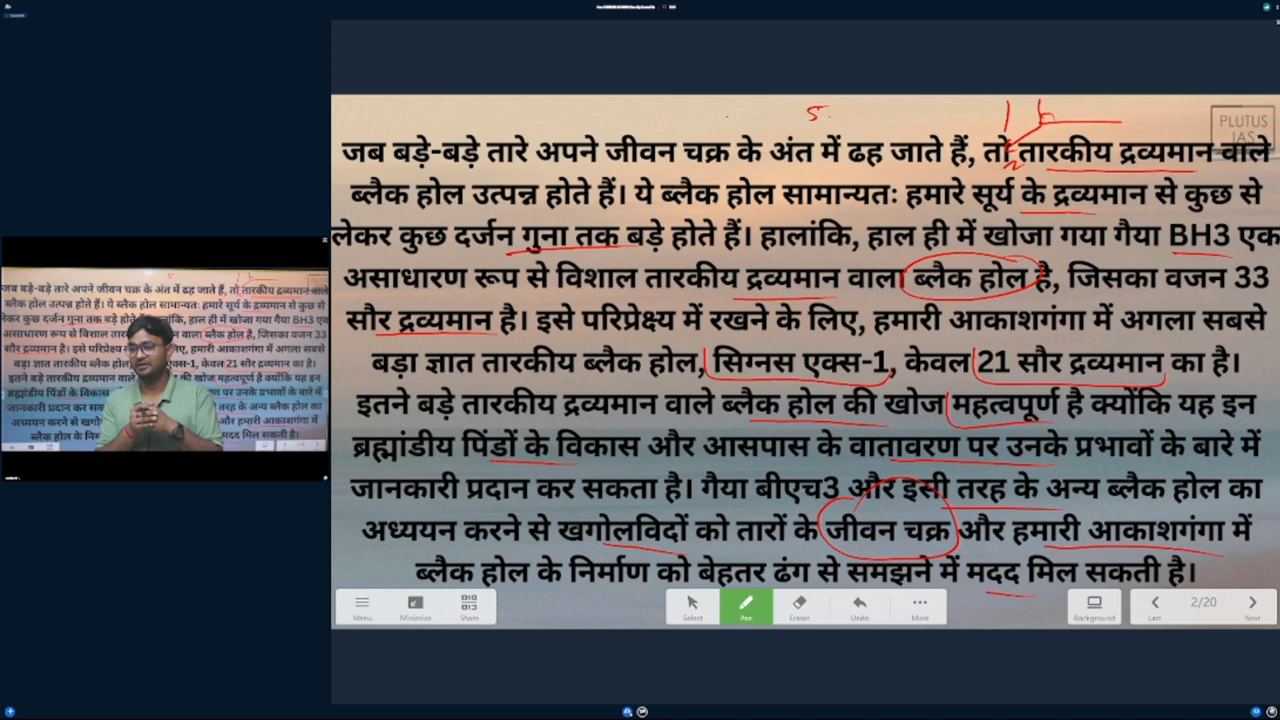 PLUTUS
IAS
जब बड़े-बड़े तारे अपने जीवन चक्र के अंत में ढह जाते हैं, तो तारकीय द्रव्यमान वाले
ब्लैक होल उत्पन्न होते हैं। ये ब्लैक होल सामान्यतः हमारे सूर्य के द्रव्यमान से कुछ से
लेकर कुछ दर्जन गुना तक बड़े होते हैं। हालांकि, हाल ही में खोजा गया गैया BH3 एक
असाधारण रूप से विशाल तारकीय द्रव्यमान वाला ब्लैक होल है, जिसका वजन 33
सौर द्रव्यमान है। इसे परिप्रेक्ष्य में रखने के लिए, हमारी आकाशगंगा में अगला सबसे
बड़ा ज्ञात तारकीय ब्लैक होल, सिग्नस एक्स-1, केवल 21 सौर द्रव्यमान का है।
इतने बड़े तारकीय द्रव्यमान वाले ब्लैक होल की खोज महत्वपूर्ण है क्योंकि यह इन
ब्रह्मांडीय पिंडों के विकास और आसपास के वातावरण पर उनके प्रभावों के बारे में
जानकारी प्रदान कर सकता है। गैया बीएच3 और इसी तरह के अन्य ब्लैक होल का
अध्ययन करने से खगोलविदों को तारों के जीवन चक्र और हमारी आकाशगंगा में
ब्लैक होल के निर्माण को बेहतर ढंग से समझने में मदद मिल सकती है।
Menu Minimize Share Select Pen Eraser Undo More Background Last 2/20 Next